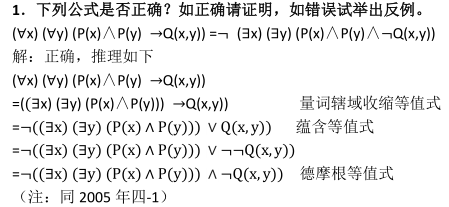 1．下列公式是否正确？如正确请证明，如错误试举出反例。
(∀x) (∀y) (P(x)∧P(y) →Q(x,y)) =¬ (∃x) (∃y) (P(x)∧P(y)∧¬Q(x,y))
解：正确，推理如下
(∀x) (∀y) (P(x)∧P(y) →Q(x,y))
=((∃x) (∃y) (P(x)∧P(y))) →Q(x,y)) 量词辖域收缩等值式
=¬((∃x) (∃y) (P(x) ∧ P(y))) ∨ Q(x, y)) 蕴含等值式
=¬((∃x) (∃y) (P(x) ∧ P(y))) ∨ ¬¬Q(x, y))
=¬((∃x) (∃y) (P(x) ∧ P(y))) ∧ ¬Q(x, y)) 德摩根等值式
（注：同 2005 年四-1）